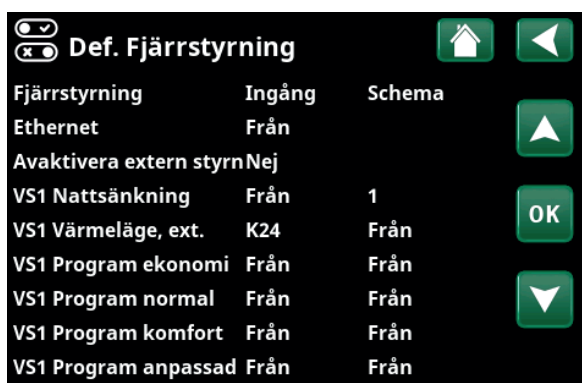 Def. Fjärrstyrning
Fjärrstyrning Ingång Schema
Ethernet Från
Avaktivera extern styrn Nej
VS1 Nattsänkning Från 1
VS1 Värmeläge, ext. K24 Från
OK
VS1 Program ekonomi Från Från
VS1 Program normal Från Från
VS1 Program komfort Från Från
VS1 Program anpassad Från Från